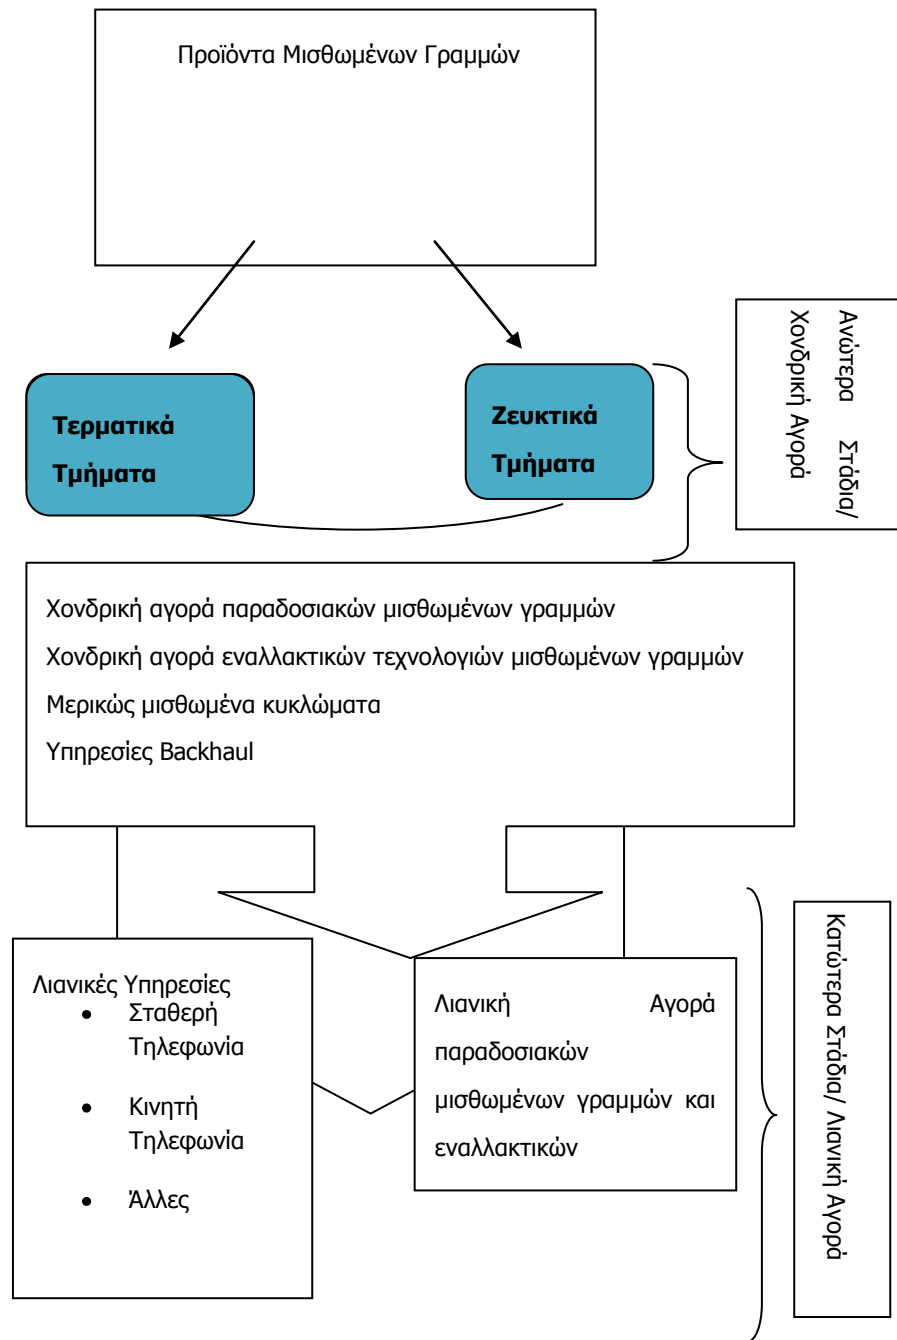 Προϊόντα Μισθωμένων Γραμμών
Ανώτερα Στάδια/
Χονδρική Αγορά
Τερματικά
Τμήματα
Ζευκτικά
Τμήματα
Χονδρική αγορά παραδοσιακών μισθωμένων γραμμών
Χονδρική αγορά εναλλακτικών τεχνολογιών μισθωμένων γραμμών
Μερικώς μισθωμένα κυκλώματα
Υπηρεσίες Backhaul
Λιανικές Υπηρεσίες
• Σταθερή
Τηλεφωνία
• Κινητή
Τηλεφωνία
• Άλλες
Λιανική Αγορά
παραδοσιακών
μισθωμένων γραμμών και
εναλλακτικών
Κατώτερα Στάδια/ Λιανική Αγορά